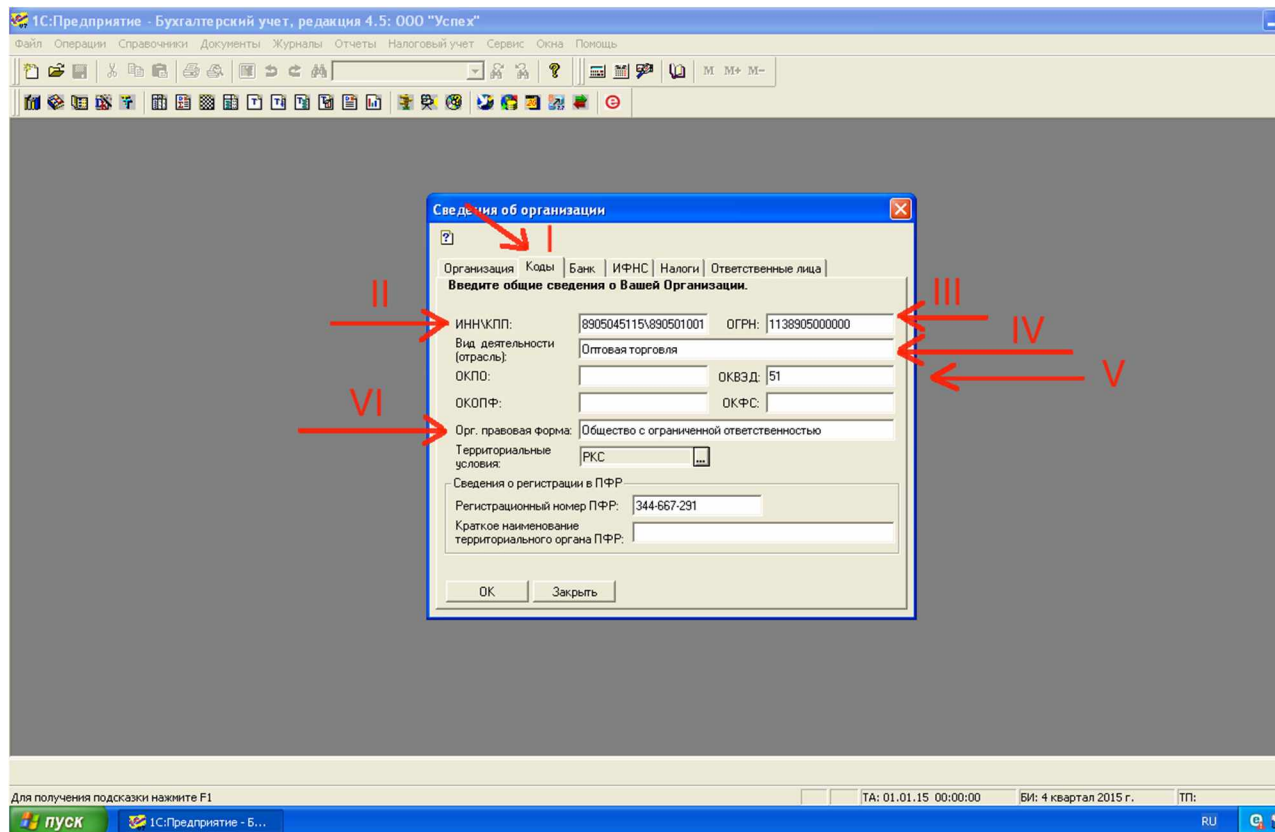 1С:Предприятие - Бухгалтерский учет, редакция 4.5: ООО "Успех"
Файл Операции Справочники Документы Журналы Отчеты Налоговый учет Сервис Окна Помощь
M M+ M-
Сведения об организации
I
Организация Коды Банк ИФНС Налоги Ответственные лица
Введите общие сведения о Вашей Организации.
II
III
ИНН\КПП: 8905045115\890501001 ОГРН: 1138905000000
IV
Вид деятельности
(отрасль): Оптовая торговля
ОКПО: ОКВЭД: 51
V
ОКОПФ: ОКФС:
VI
Орг. правовая форма: Общество с ограниченной ответственностью
Территориальные
условия: РКС ...
Сведения о регистрации в ПФР
Регистрационный номер ПФР: 344-667-291
Краткое наименование
территориального органа ПФР:
OK Закрыть
Для получения подсказки нажмите F1 ТА: 01.01.15 00:00:00 БИ: 4 квартал 2015 г. ТП:
пуск 1С:Предприятие - Б... RU